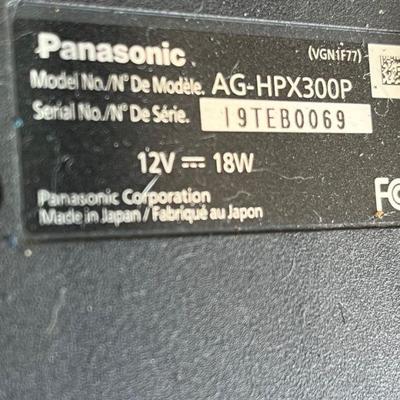 Panasonic
(VGN1F77)
Model No./N° De Modèle. AG-HPX300P
Serial No./N° De Série. I9TEB0069
12V ⎓ 18W
Panasonic Corporation
Made in Japan / Fabriqué au Japon
FC